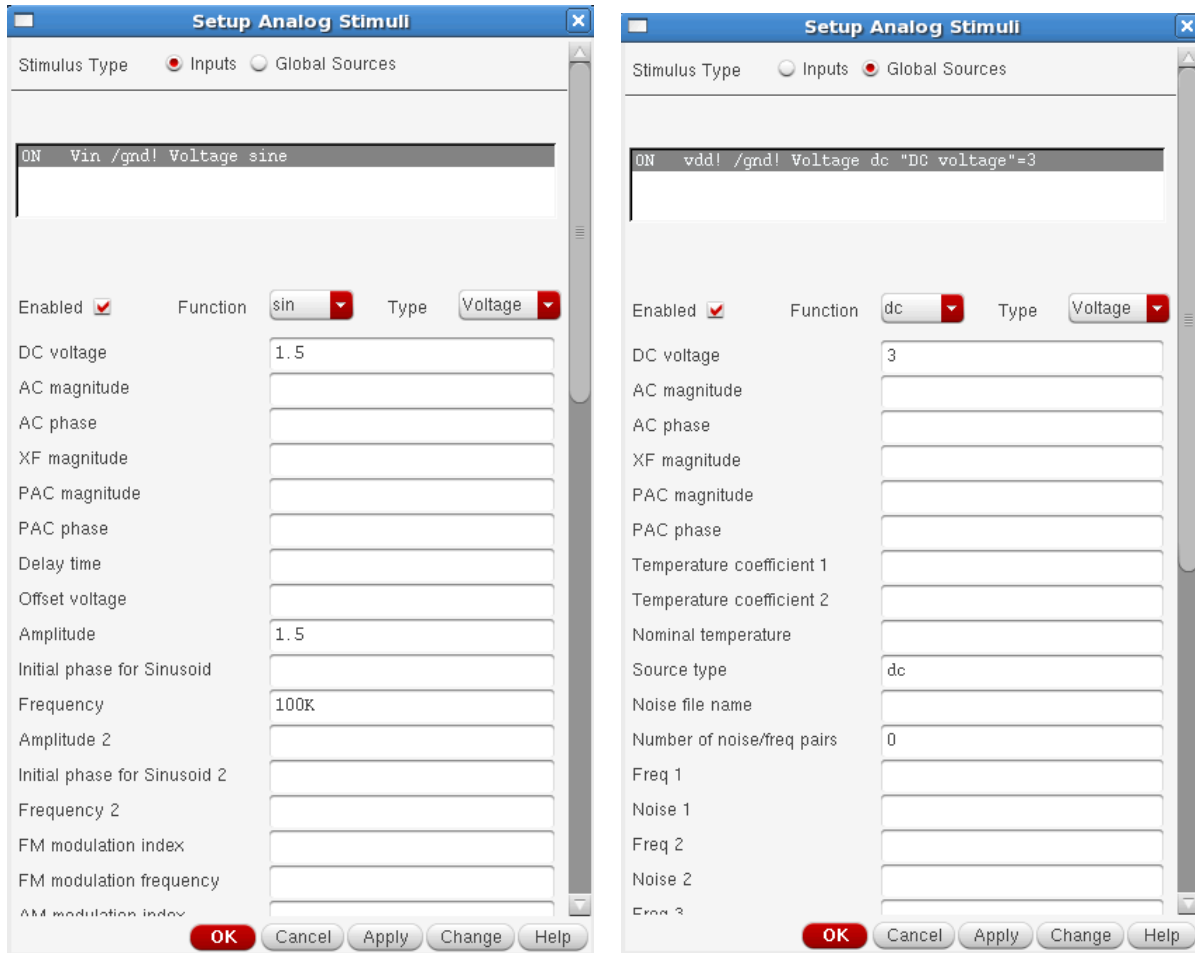 Setup Analog Stimuli
Stimulus Type Inputs Global Sources
ON Vin /gnd! Voltage sine
Enabled Function sin Type Voltage
DC voltage 1.5
AC magnitude
AC phase
XF magnitude
PAC magnitude
PAC phase
Delay time
Offset voltage
Amplitude 1.5
Initial phase for Sinusoid
Frequency 100K
Amplitude 2
Initial phase for Sinusoid 2
Frequency 2
FM modulation index
FM modulation frequency
AM modulation index
OK Cancel Apply Change Help
Setup Analog Stimuli
Stimulus Type Inputs Global Sources
ON vdd! /gnd! Voltage dc "DC voltage"=3
Enabled Function dc Type Voltage
DC voltage 3
AC magnitude
AC phase
XF magnitude
PAC magnitude
PAC phase
Temperature coefficient 1
Temperature coefficient 2
Nominal temperature
Source type dc
Noise file name
Number of noise/freq pairs 0
Freq 1
Noise 1
Freq 2
Noise 2
Freq 3
OK Cancel Apply Change Help